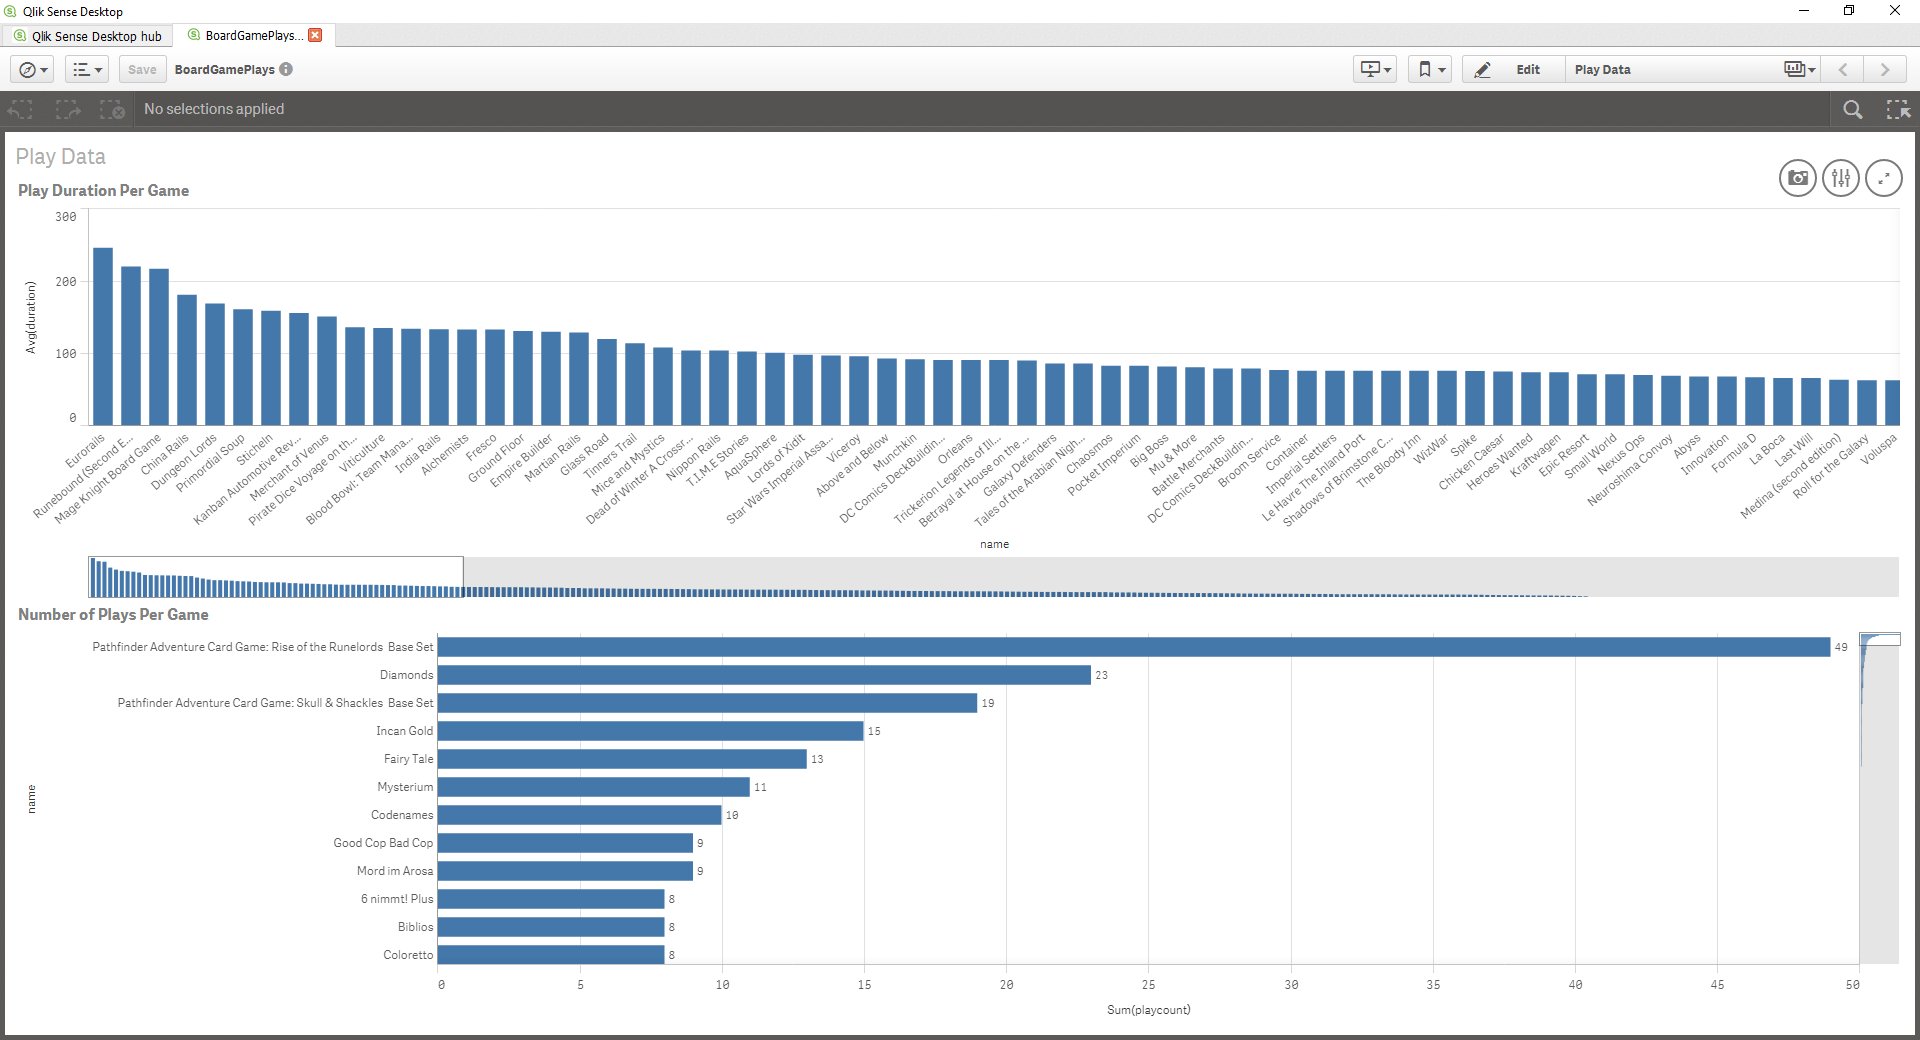 Qlik Sense Desktop
Qlik Sense Desktop hub
BoardGamePlays...
Save
BoardGamePlays
Edit
Play Data
No selections applied
Play Data
Play Duration Per Game
300
200
100
0
Avg(duration)
Eurorails
Runebound (Second E...
Mage Knight Board Game
China Rails
Dungeon Lords
Primordial Soup
Sticheln
Kanban Automotive Rev...
Merchant of Venus
Pirate Dice Voyage on th...
Viticulture
Blood Bowl: Team Mana...
India Rails
Alchemists
Fresco
Ground Floor
Empire Builder
Martian Rails
Glass Road
Tinners Trail
Mice and Mystics
Dead of Winter A Crossr...
Nippon Rails
T.I.M.E Stories
AquaSphere
Lords of Xidit
Star Wars Imperial Assa...
Viceroy
Above and Below
Munchkin
DC Comics DeckBuildin...
Orleans
Trickerion Legends of Ill...
Betrayal at House on the ...
Galaxy Defenders
Tales of the Arabian Nigh...
Chaosmos
Pocket Imperium
Big Boss
Mu & More
Battle Merchants
DC Comics DeckBuildin...
Broom Service
Container
Imperial Settlers
Le Havre The Inland Port
Shadows of Brimstone C...
The Bloody Inn
WizWar
Spike
Chicken Caesar
Heroes Wanted
Kraftwagen
Epic Resort
Small World
Nexus Ops
Neuroshima Convoy
Abyss
Innovation
Formula D
La Boca
Last Will
Medina (second edition)
Roll for the Galaxy
Voluspa
name
Number of Plays Per Game
name
Pathfinder Adventure Card Game: Rise of the Runelords Base Set 49
Diamonds 23
Pathfinder Adventure Card Game: Skull & Shackles Base Set 19
Incan Gold 15
Fairy Tale 13
Mysterium 11
Codenames 10
Good Cop Bad Cop 9
Mord im Arosa 9
6 nimmt! Plus 8
Biblios 8
Coloretto 8
0 5 10 15 20 25 30 35 40 45 50
Sum(playcount)